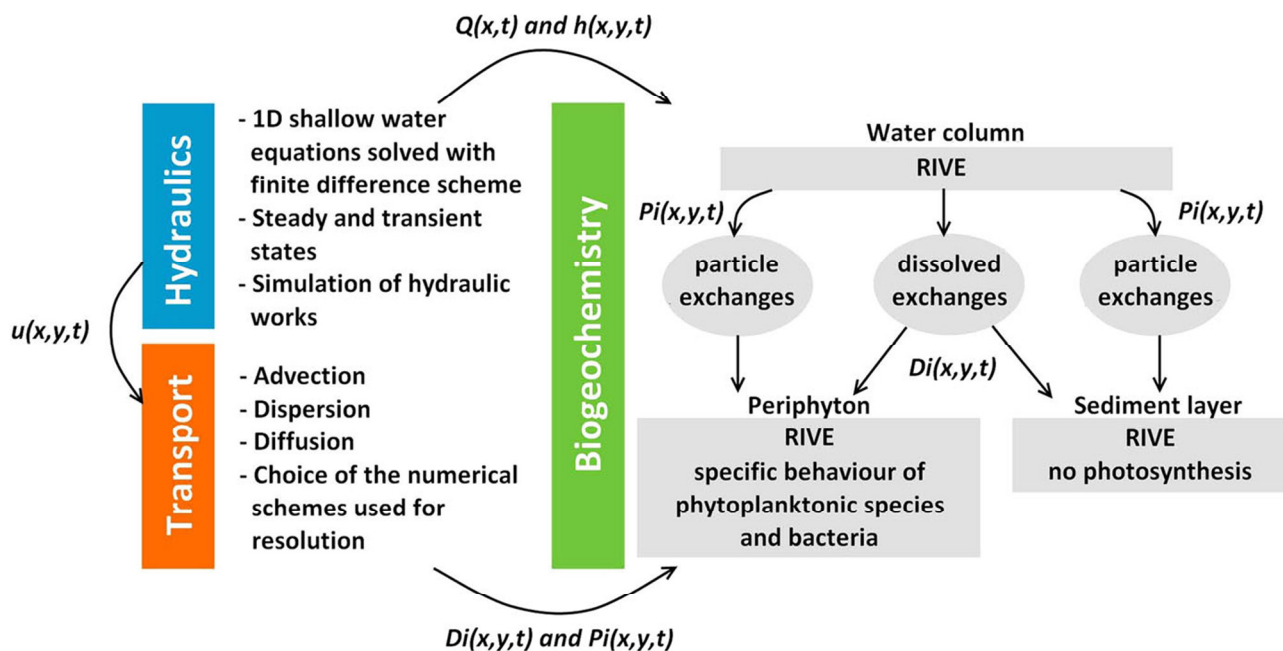 Q(x,t) and h(x,y,t)
Hydraulics
- 1D shallow water
equations solved with
finite difference scheme
- Steady and transient
states
- Simulation of hydraulic
works
u(x,y,t)
Transport
- Advection
- Dispersion
- Diffusion
- Choice of the numerical
schemes used for
resolution
Di(x,y,t) and Pi(x,y,t)
Biogeochemistry
Water column
RIVE
Pi(x,y,t)
Pi(x,y,t)
particle
exchanges
dissolved
exchanges
particle
exchanges
Di(x,y,t)
Periphyton
RIVE
specific behaviour of
phytoplanktonic species
and bacteria
Sediment layer
RIVE
no photosynthesis